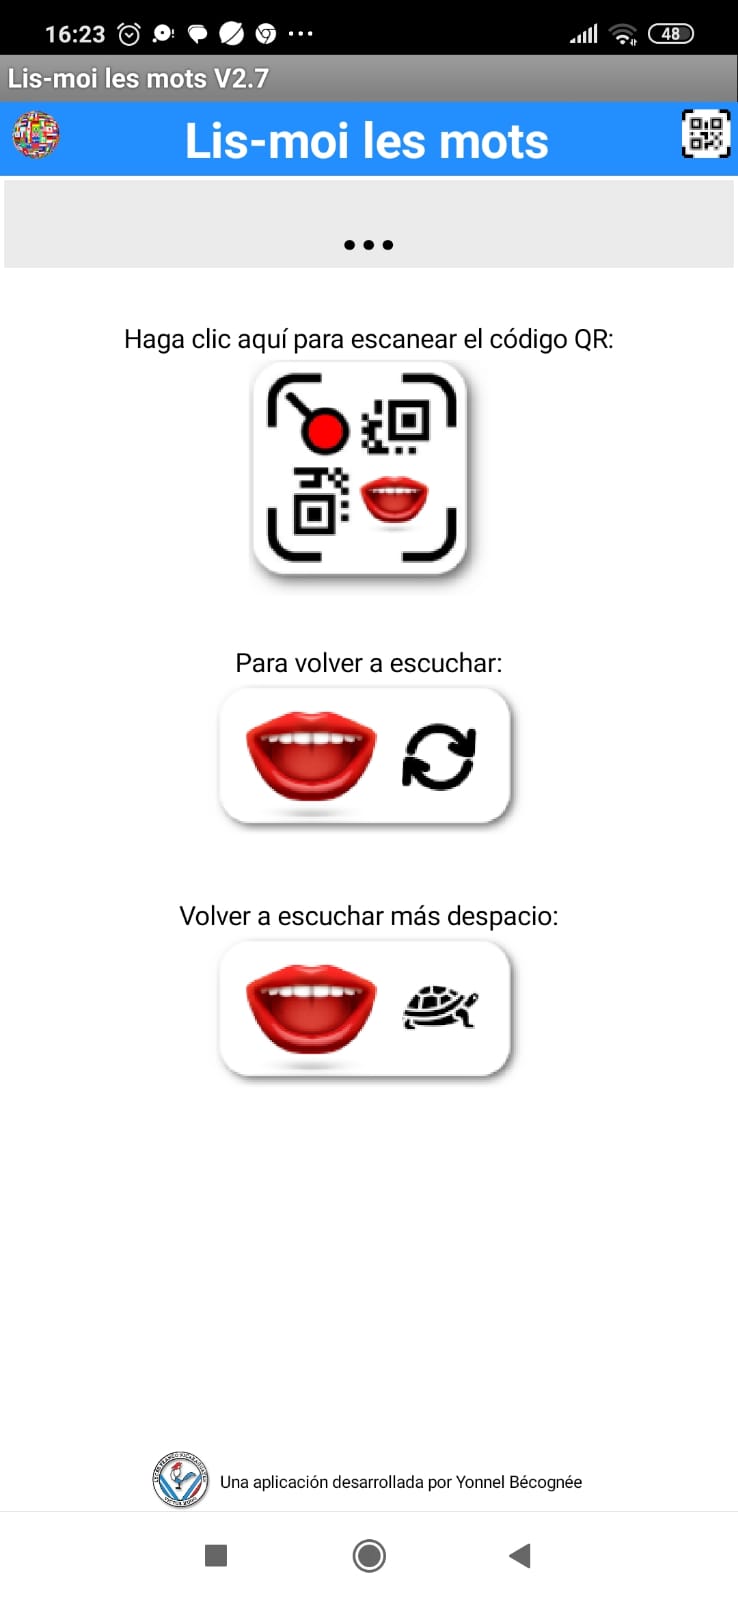 16:23
48
Lis-moi les mots V2.7
Lis-moi les mots
...
Haga clic aquí para escanear el código QR:
Para volver a escuchar:
Volver a escuchar más despacio:
Una aplicación desarrollada por Yonnel Bécognée